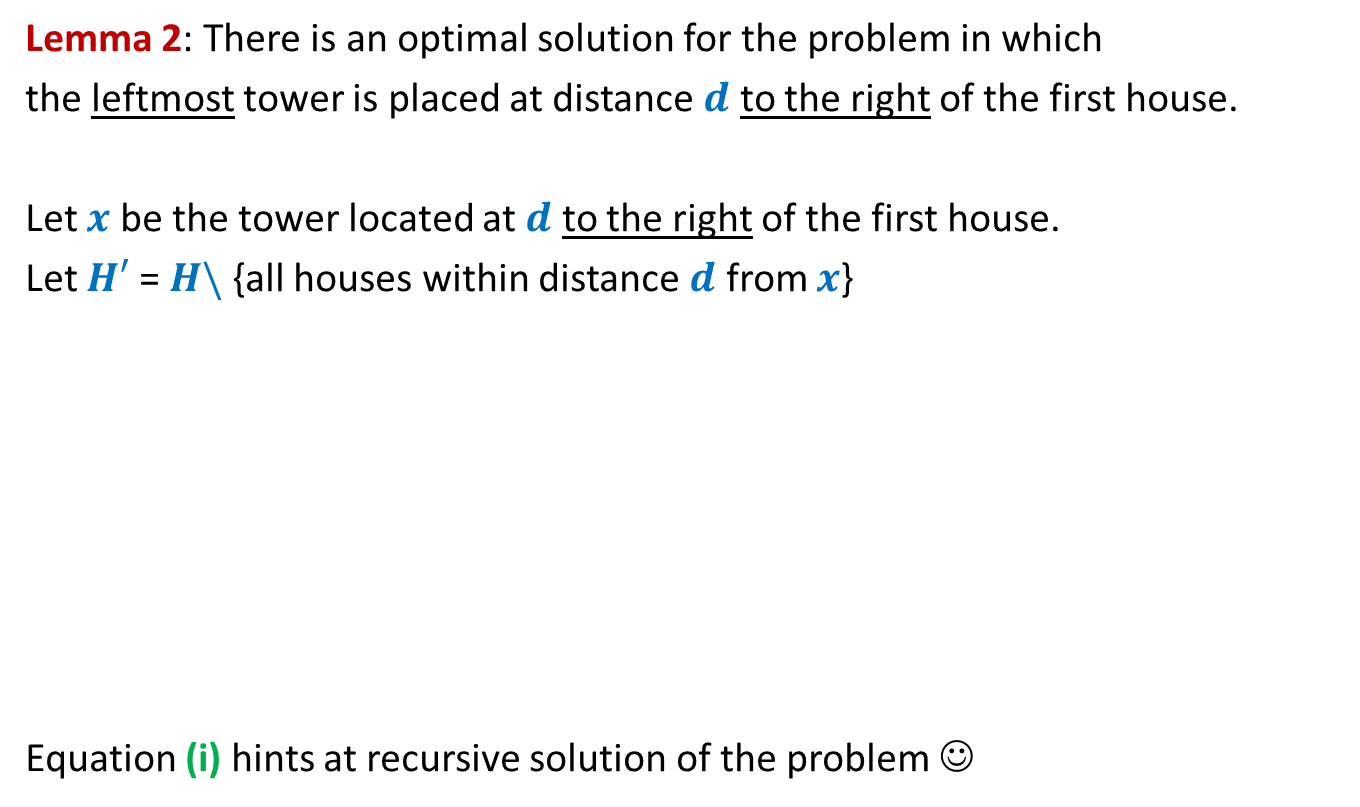 Lemma 2: There is an optimal solution for the problem in which
the leftmost tower is placed at distance d to the right of the first house.
Let x be the tower located at d to the right of the first house.
Let H′ = H\ {all houses within distance d from x}
Equation (i) hints at recursive solution of the problem ☺